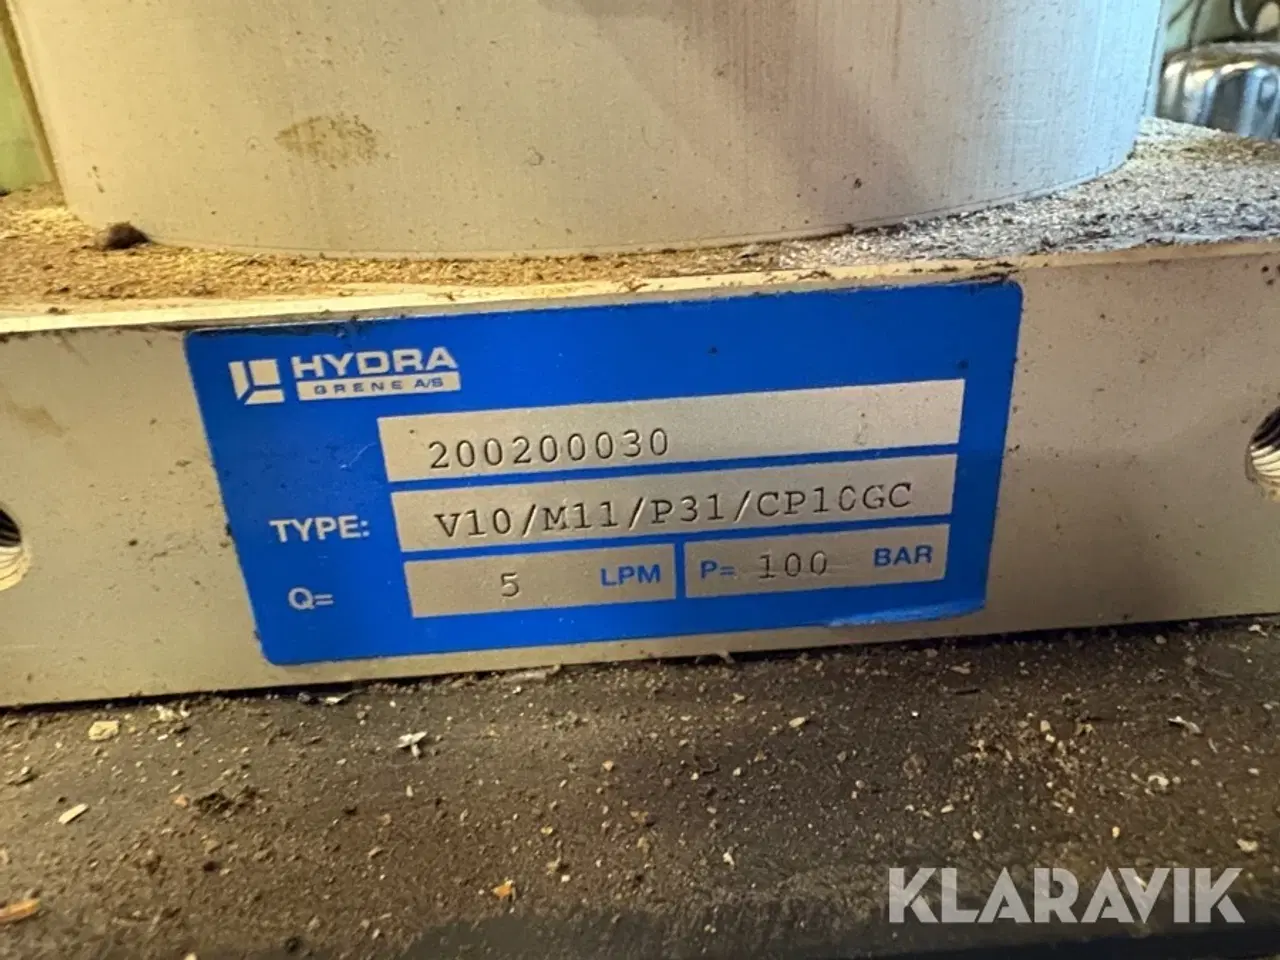 HYDRA
GRENE A/S
200200030
TYPE: V10/M11/P31/CP10GC
Q= 5 LPM P= 100 BAR
KLARAVIK